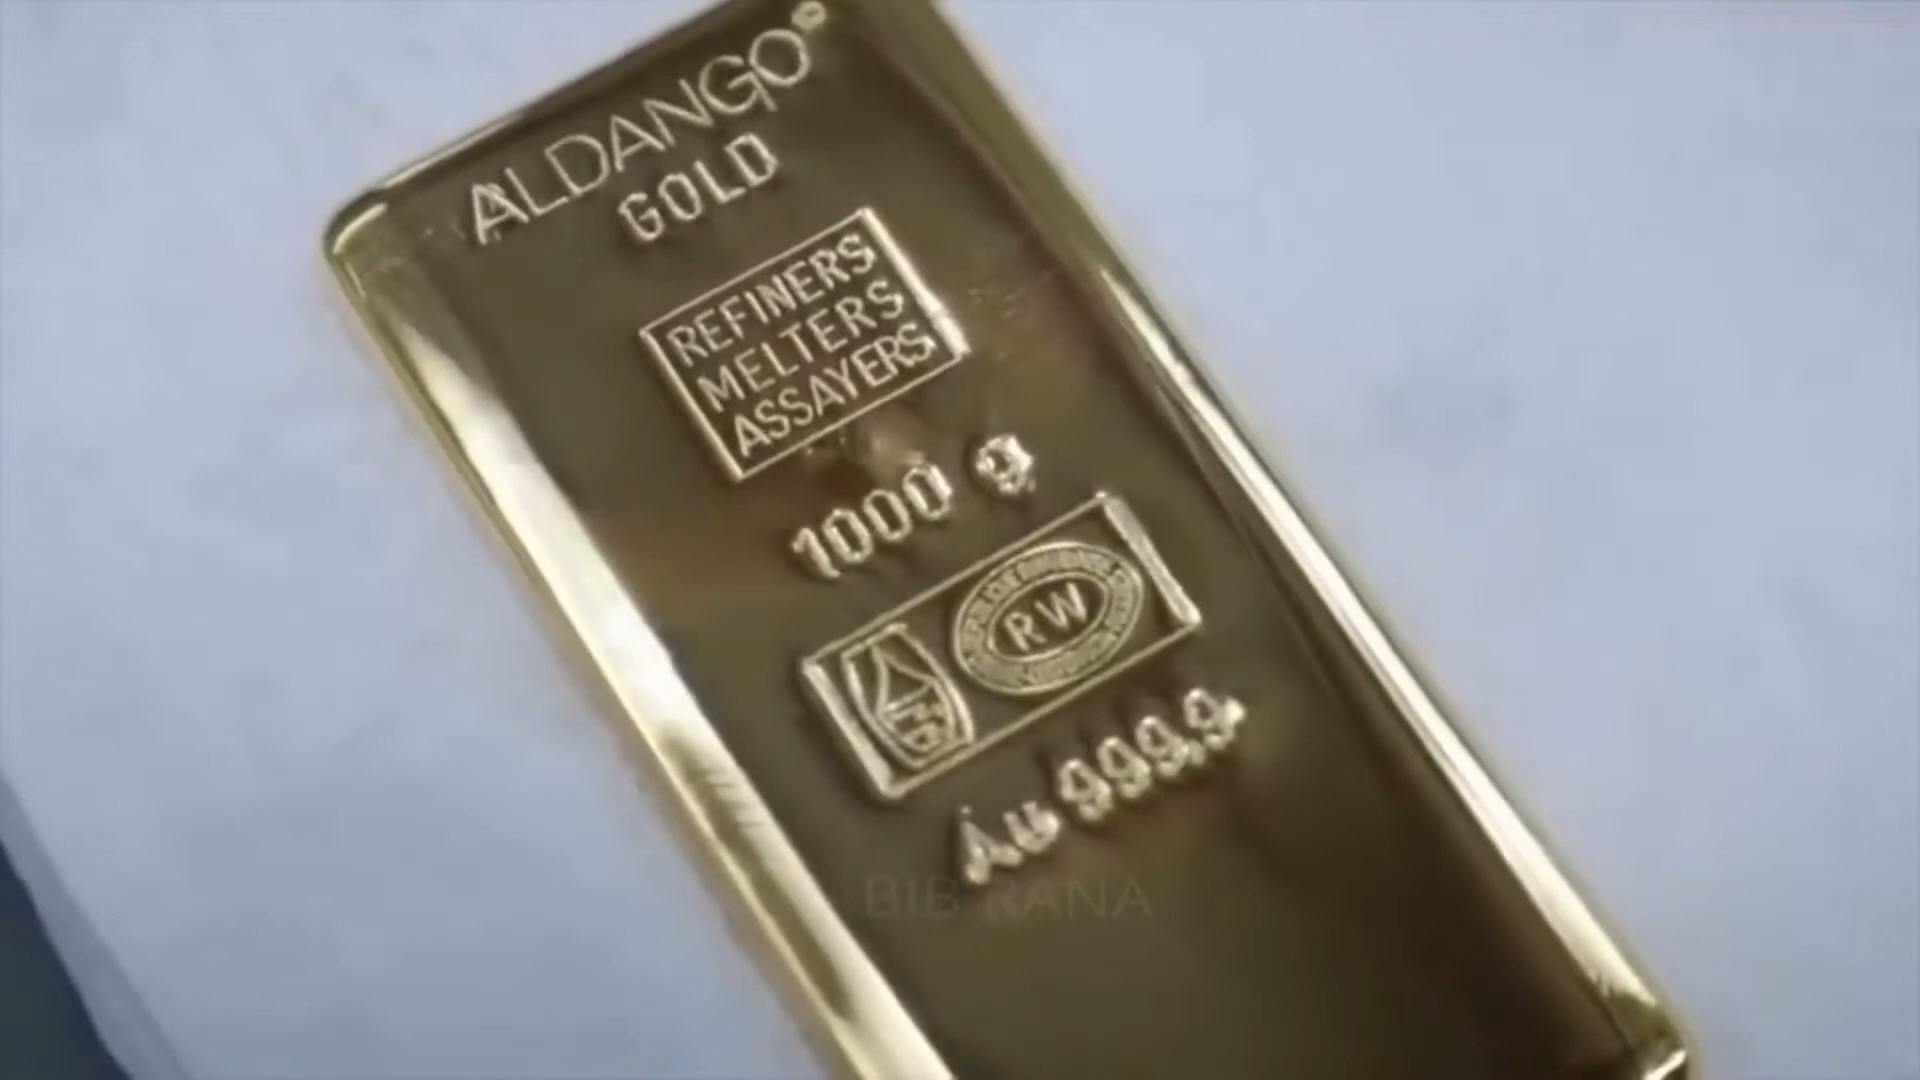 ALDANGO®
GOLD
REFINERS
MELTERS
ASSAYERS
1000 g
RW
Au 999,9
BIB RANA